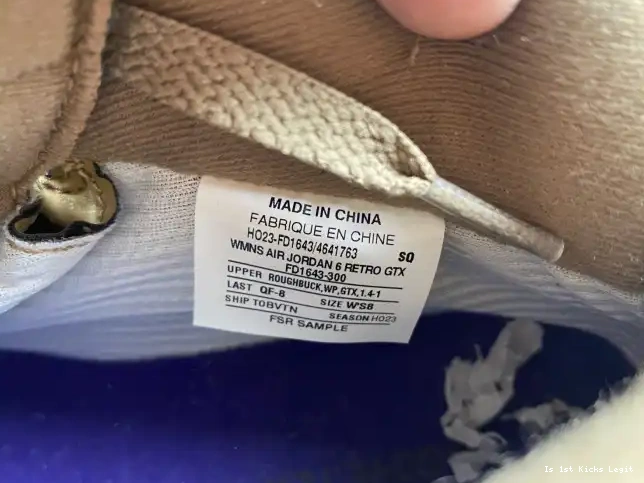 MADE IN CHINA
FABRIQUE EN CHINE
HO23-FD1643/4641763 SQ
WMNS AIR JORDAN 6 RETRO GTX
FD1643-300
UPPER ROUGHBUCK,WP,GTX,1.4-1
LAST QF-8 SIZE W'S8
SHIP TOBVTN SEASON HO23
FSR SAMPLE
Is 1st Kicks Legit